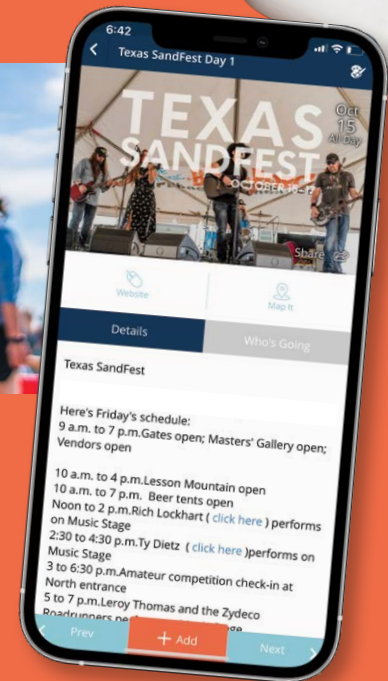 6:42
Texas SandFest Day 1
TEXAS
SANDFEST
OCTOBER 15–17
Oct
15
All Day
Share
Website
Map It
Details
Who's Going
Texas SandFest
Here's Friday's schedule:
9 a.m. to 7 p.m.Gates open; Masters' Gallery open;
Vendors open
10 a.m. to 4 p.m.Lesson Mountain open
10 a.m. to 7 p.m. Beer tents open
Noon to 2 p.m.Rich Lockhart ( click here ) performs
on Music Stage
2:30 to 4:30 p.m.Ty Dietz ( click here )performs on
Music Stage
3 to 6:30 p.m.Amateur competition check-in at
North entrance
5 to 7 p.m.Leroy Thomas and the Zydeco
Roadrunners
Prev
+ Add
Next